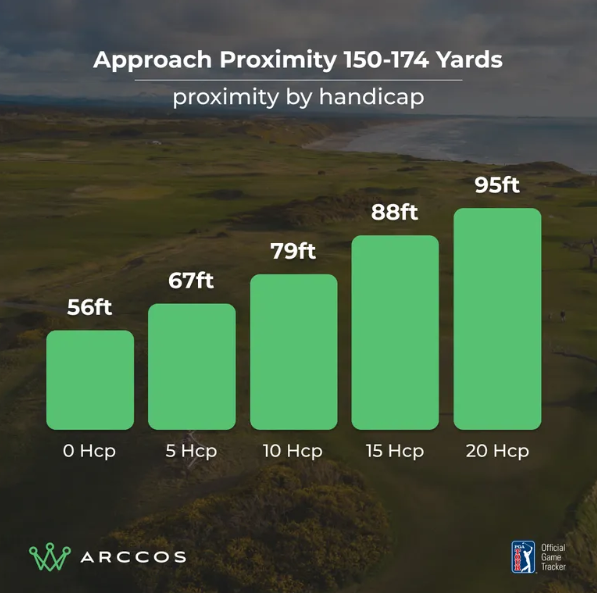 Approach Proximity 150-174 Yards
proximity by handicap
95ft
88ft
79ft
67ft
56ft
0 Hcp 5 Hcp 10 Hcp 15 Hcp 20 Hcp
ARCCOS
PGA TOUR
Official
Game
Tracker